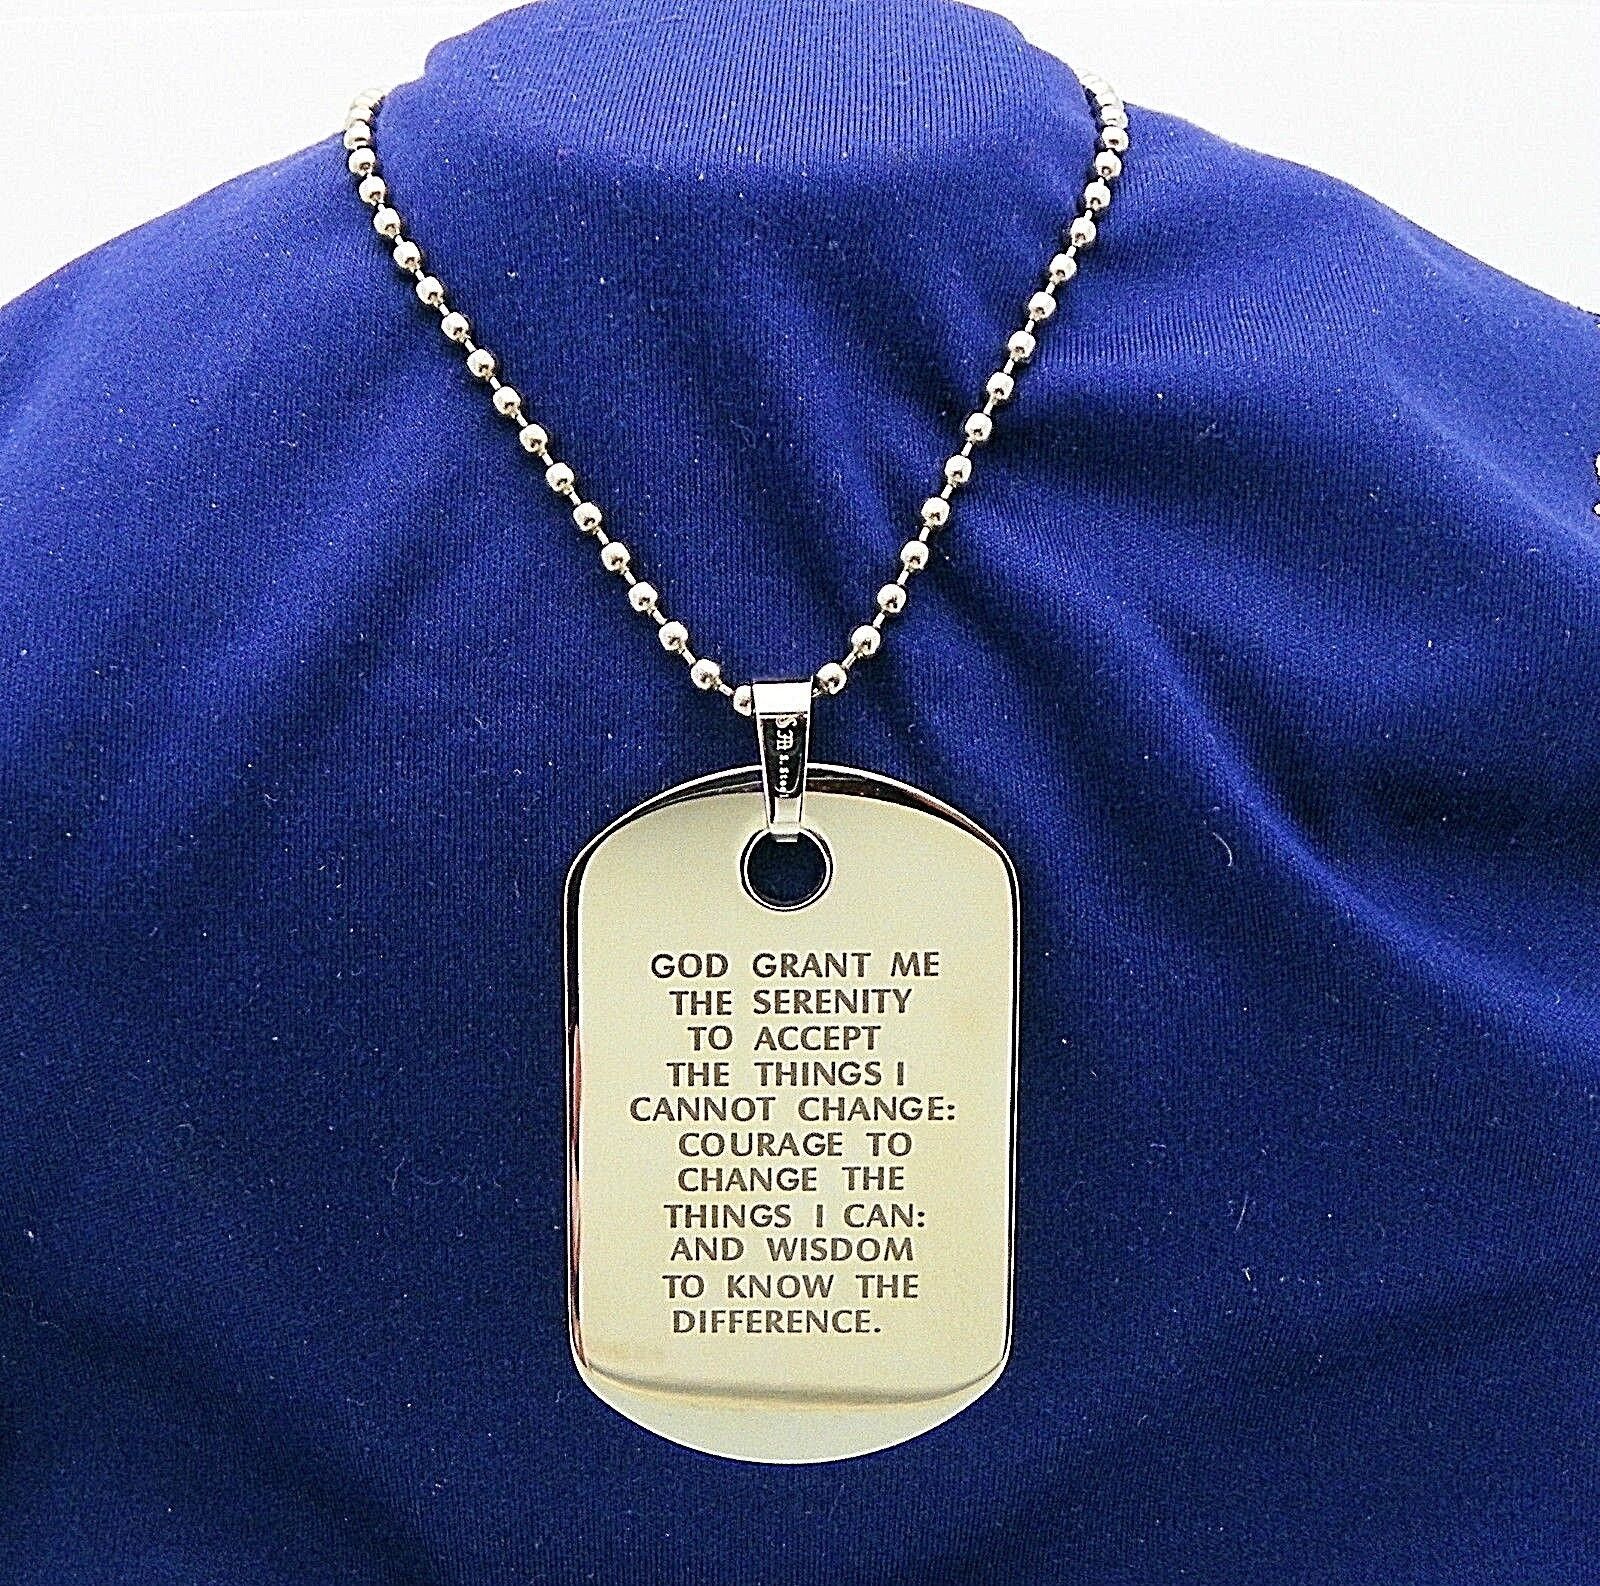 GOD GRANT ME
THE SERENITY
TO ACCEPT
THE THINGS I
CANNOT CHANGE:
COURAGE TO
CHANGE THE
THINGS I CAN:
AND WISDOM
TO KNOW THE
DIFFERENCE.